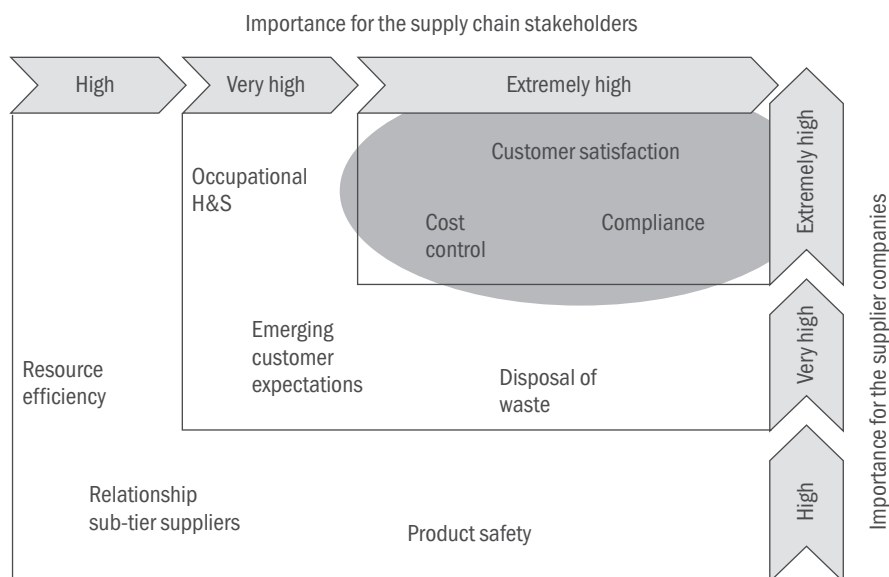 Importance for the supply chain stakeholders
High
Very high
Extremely high
Customer satisfaction
Occupational
H&S
Cost
control
Compliance
Extremely high
Emerging
customer
expectations
Resource
efficiency
Disposal of
waste
Very high
Relationship
sub-tier suppliers
Product safety
High
Importance for the supplier companies